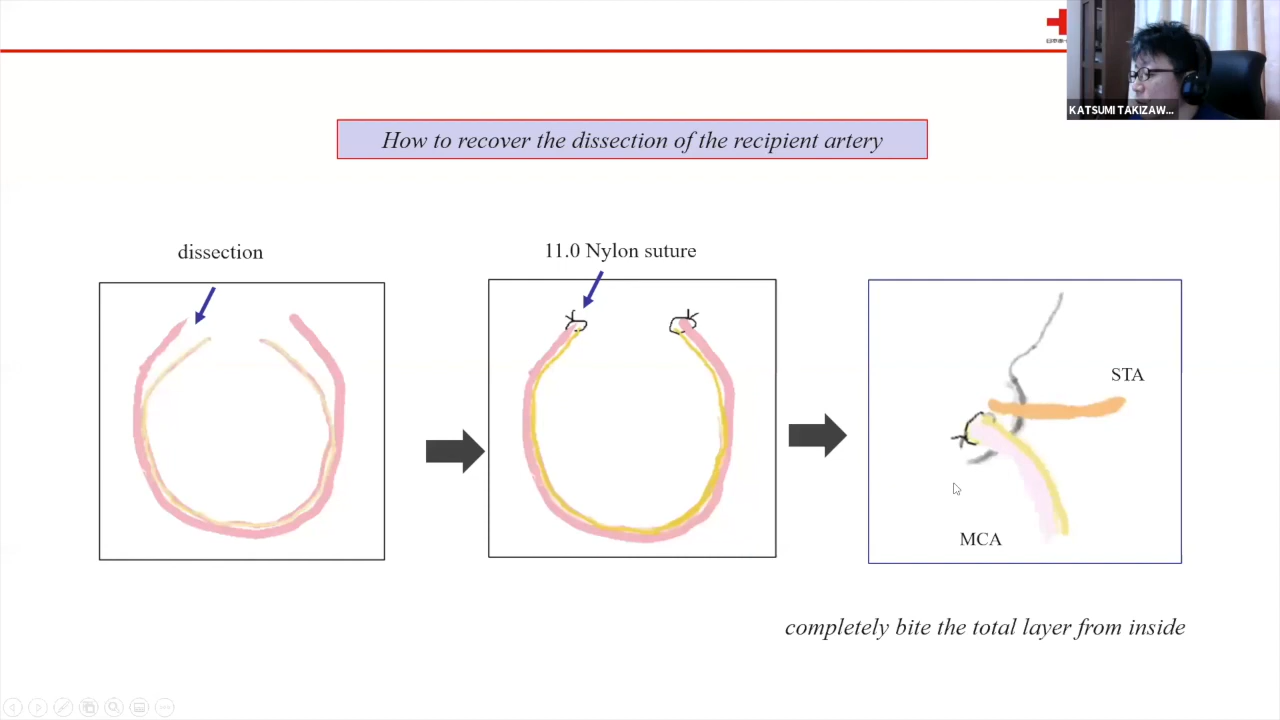 KATSUMI TAKIZAW...
How to recover the dissection of the recipient artery
dissection
11.0 Nylon suture
STA
MCA
completely bite the total layer from inside